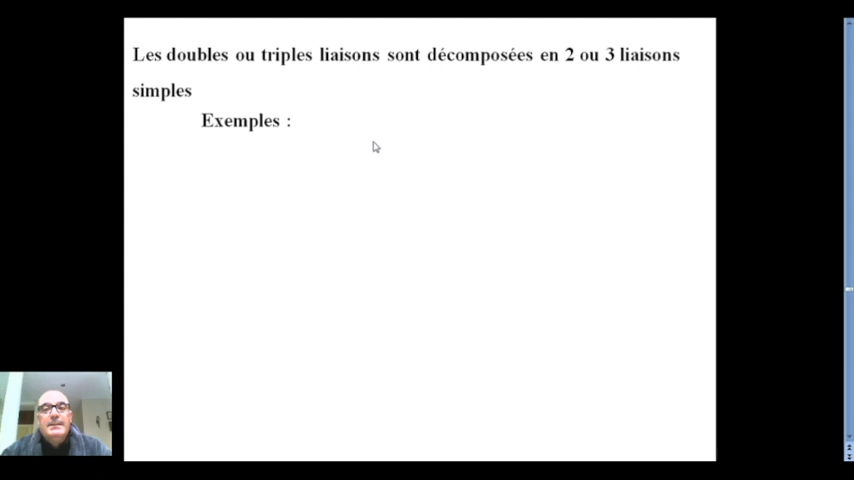 Les doubles ou triples liaisons sont décomposées en 2 ou 3 liaisons
simples
Exemples :